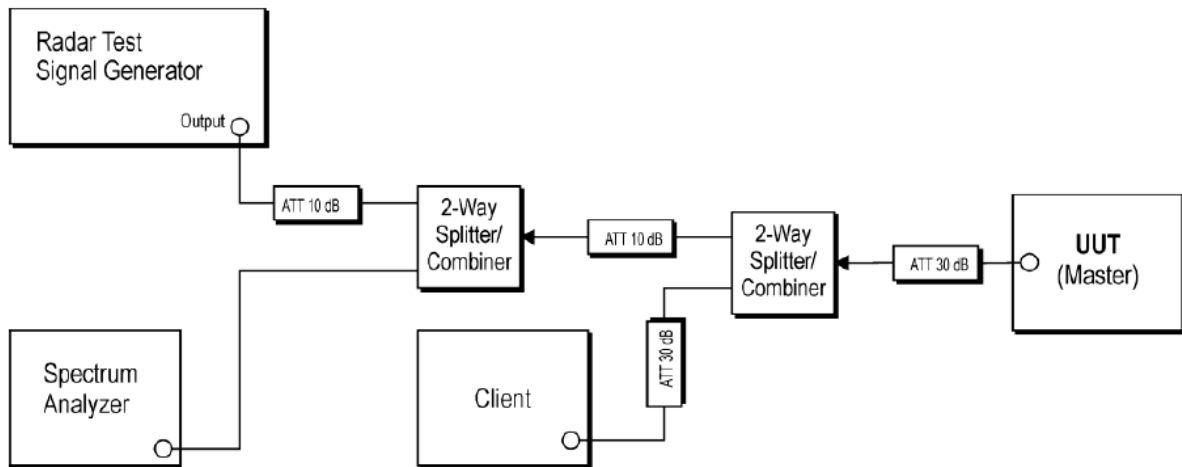 Radar Test
Signal Generator
Output
ATT 10 dB
2-Way
Splitter/
Combiner
ATT 10 dB
2-Way
Splitter/
Combiner
ATT 30 dB
UUT
(Master)
Spectrum
Analyzer
Client
ATT 30 dB